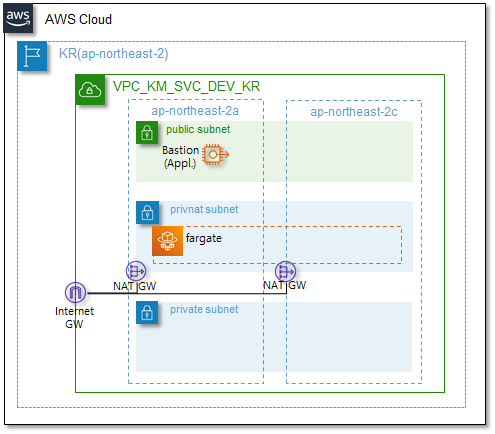 aws
AWS Cloud
KR(ap-northeast-2)
VPC_KM_SVC_DEV_KR
ap-northeast-2a
ap-northeast-2c
public subnet
Bastion
(Appl.)
privnat subnet
fargate
NAT GW
NAT GW
Internet
GW
private subnet